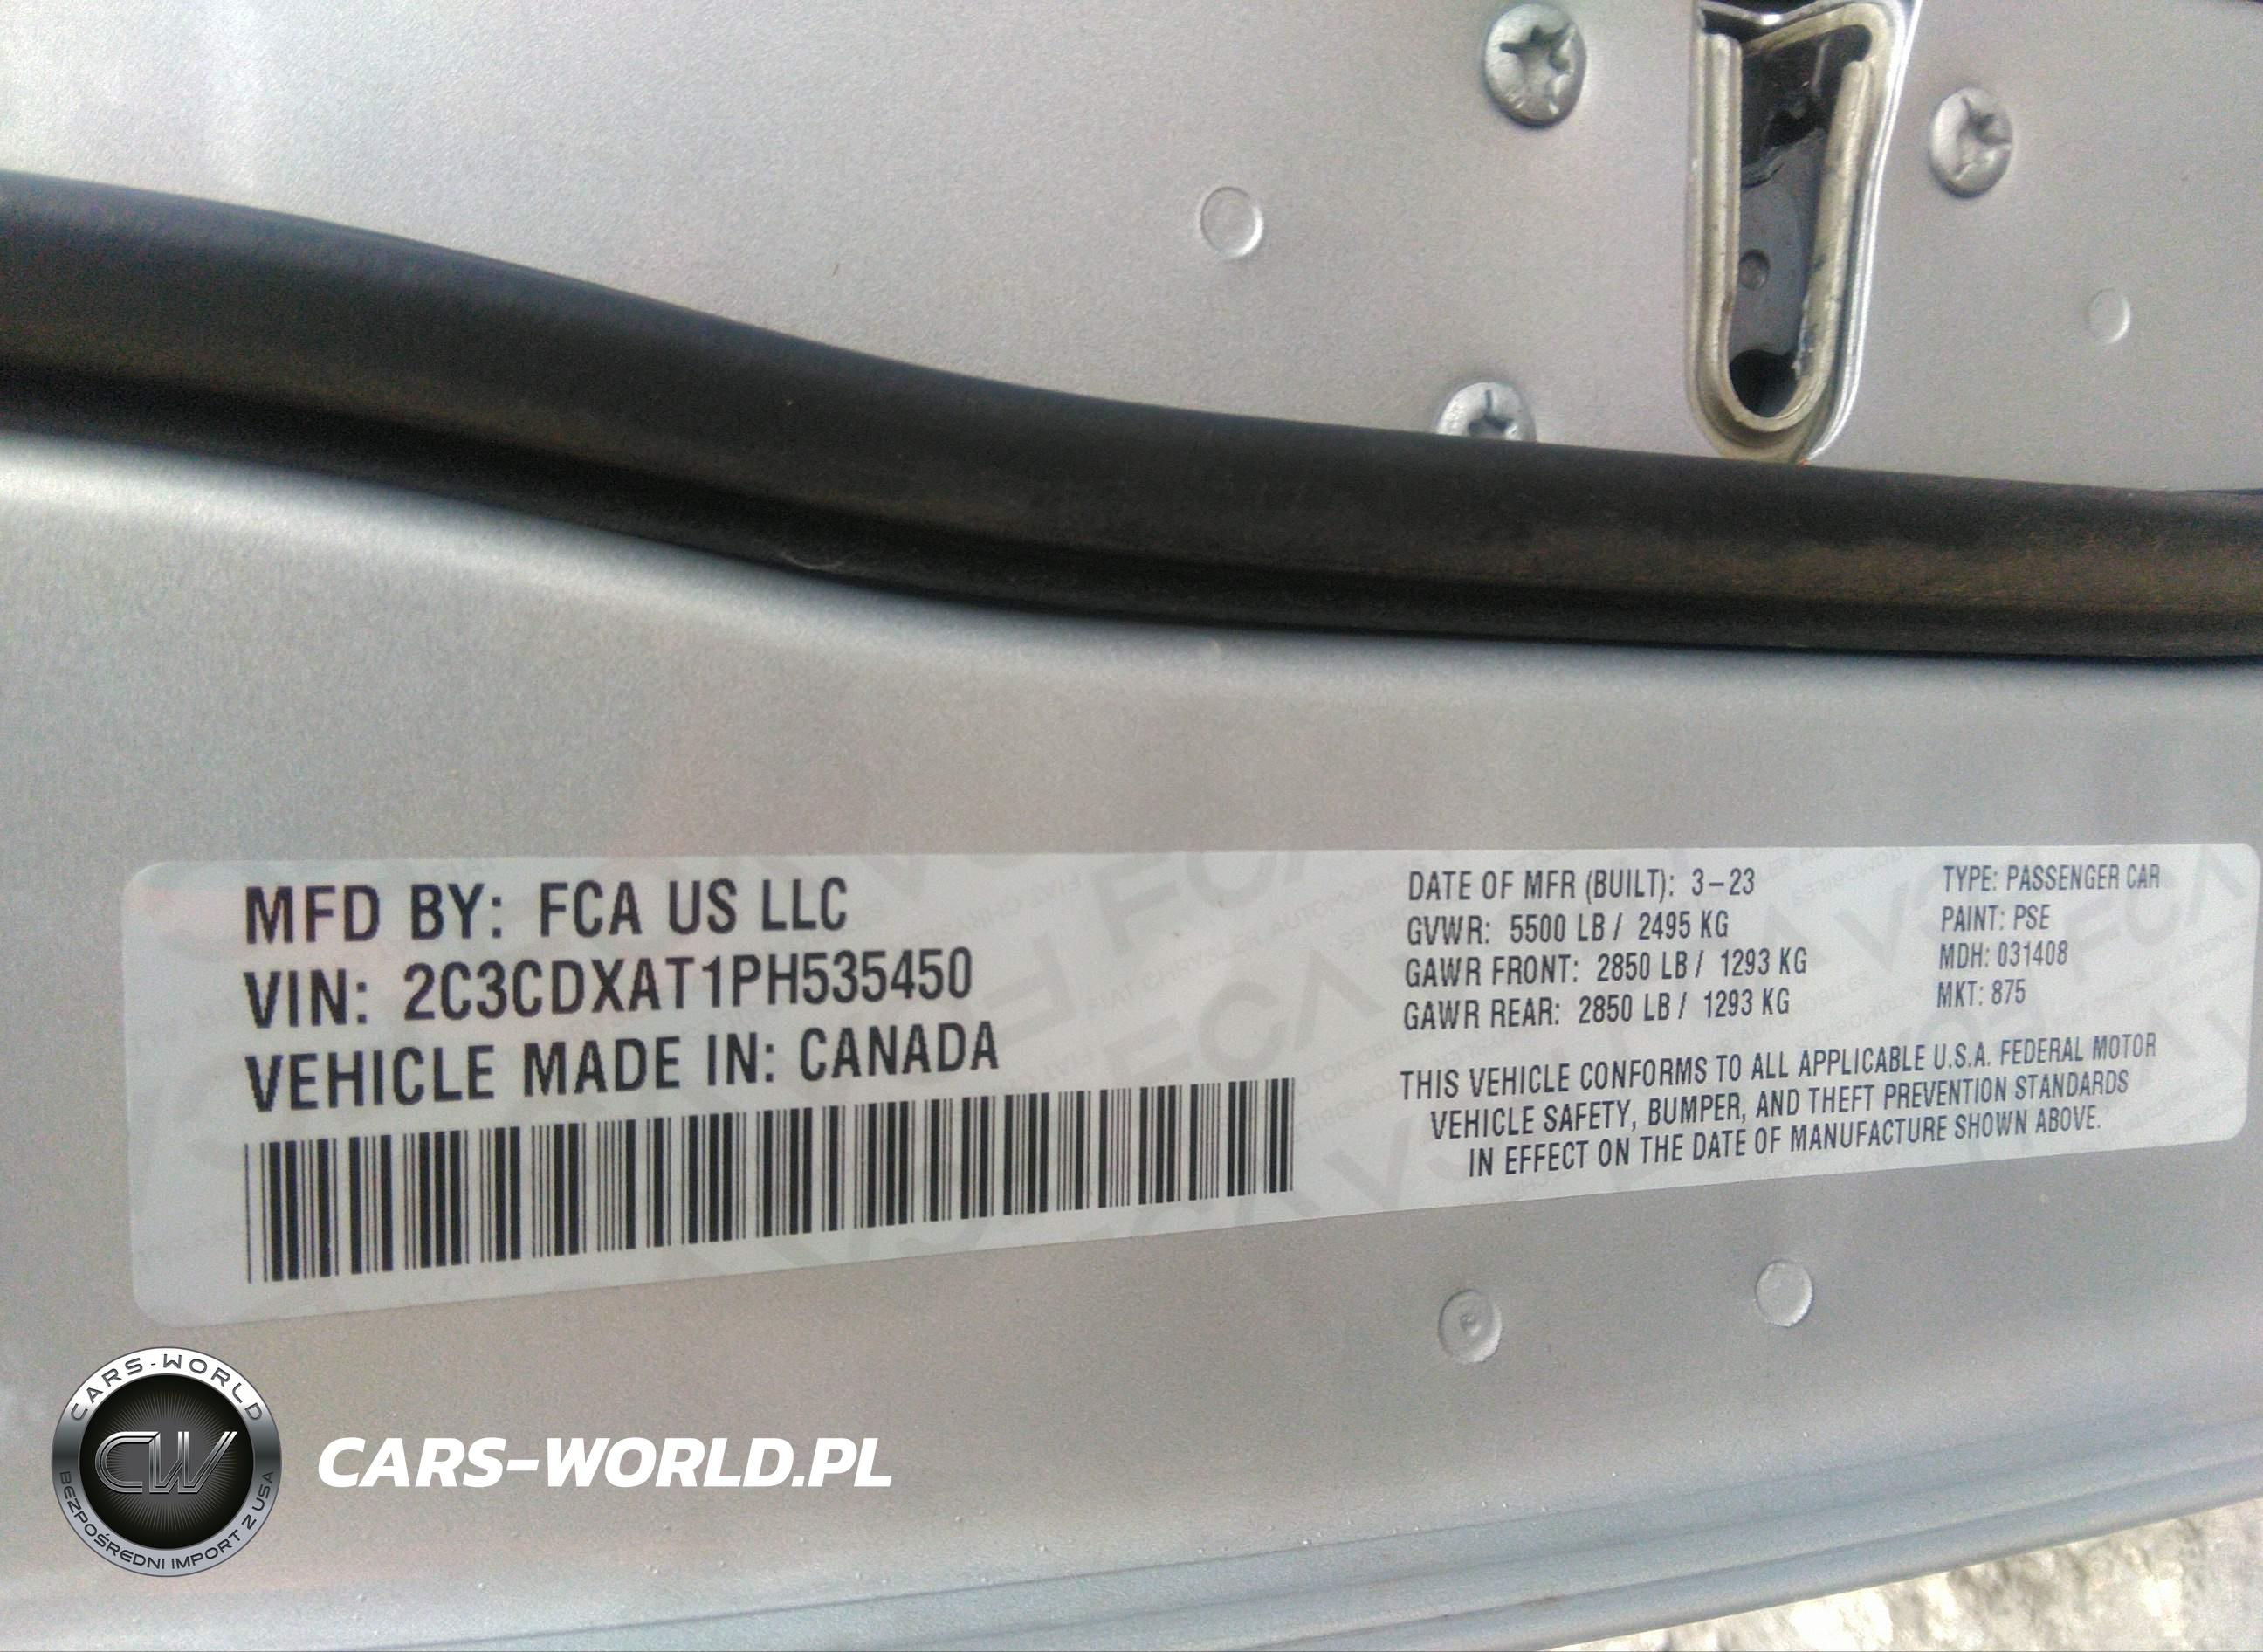 MFD BY: FCA US LLC
VIN: 2C3CDXAT1PH535450
VEHICLE MADE IN: CANADA
DATE OF MFR (BUILT): 3-23
GVWR: 5500 LB / 2495 KG
GAWR FRONT: 2850 LB / 1293 KG
GAWR REAR: 2850 LB / 1293 KG
TYPE: PASSENGER CAR
PAINT: PSE
MDH: 031408
MKT: 875
THIS VEHICLE CONFORMS TO ALL APPLICABLE U.S.A. FEDERAL MOTOR
VEHICLE SAFETY, BUMPER, AND THEFT PREVENTION STANDARDS
IN EFFECT ON THE DATE OF MANUFACTURE SHOWN ABOVE.
CARS-WORLD
CW
BEZPOŚREDNI IMPORT Z USA
CARS-WORLD.PL